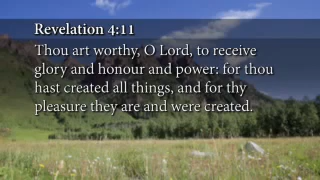 Revelation 4:11
Thou art worthy, O Lord, to receive
glory and honour and power: for thou
hast created all things, and for thy
pleasure they are and were created.